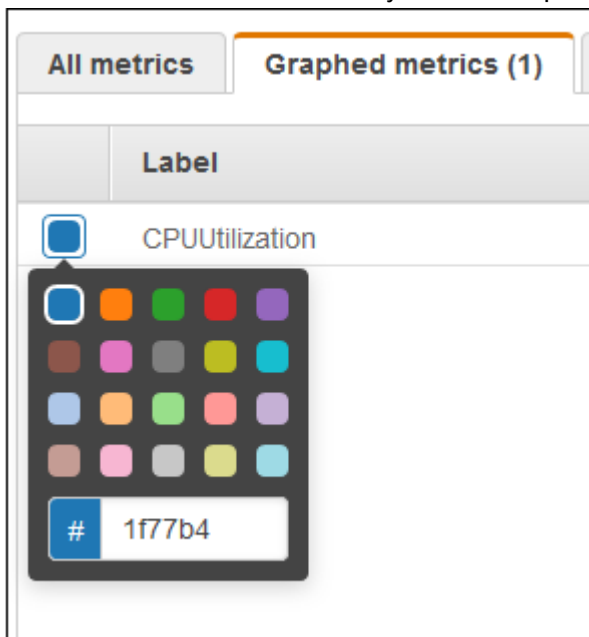 All metrics
Graphed metrics (1)
Label
CPUUtilization
# 1f77b4